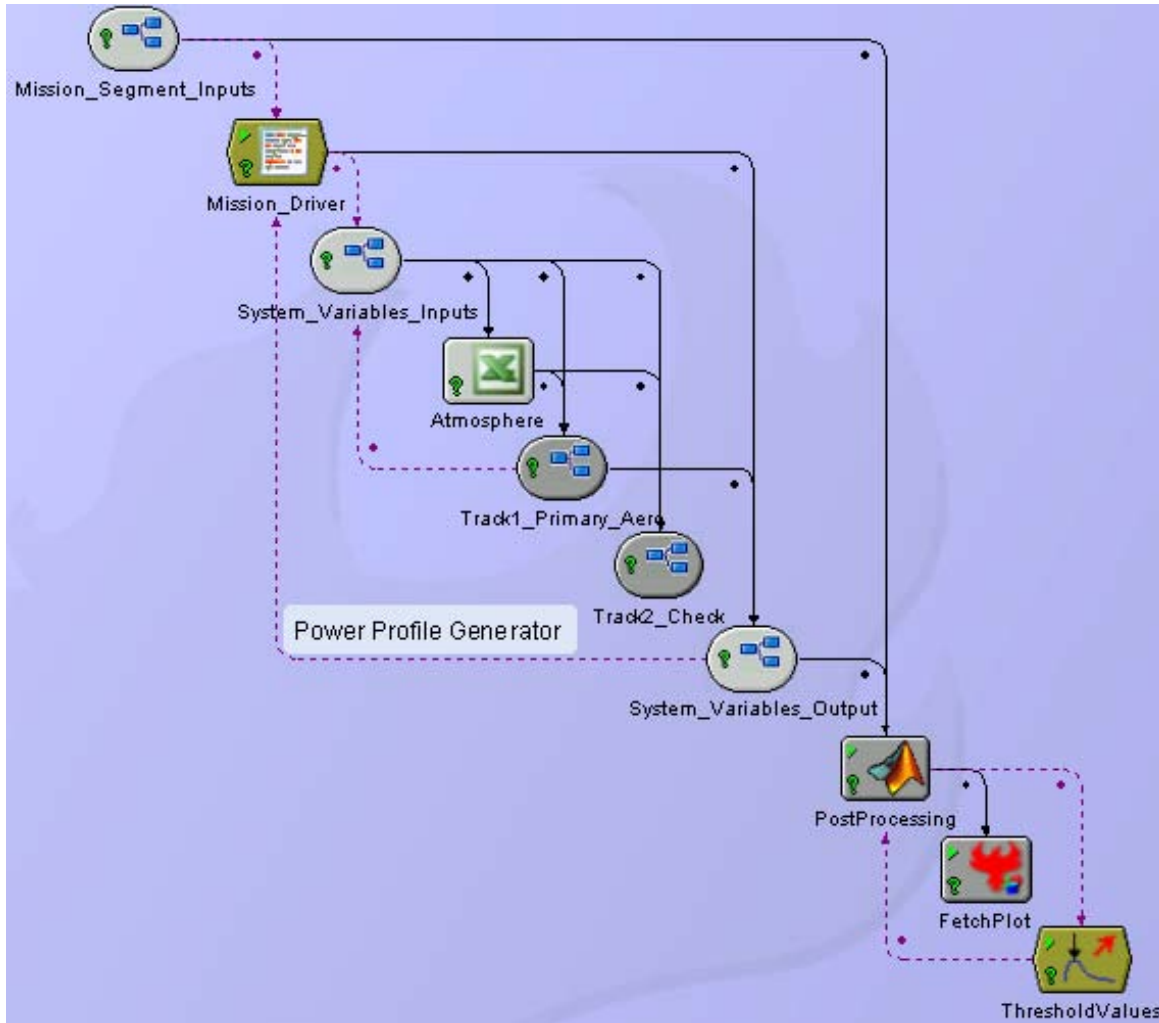 Mission_Segment_Inputs
Mission_Driver
System_Variables_Inputs
Atmosphere
Track1_Primary_Aero
Track2_Check
Power Profile Generator
System_Variables_Output
PostProcessing
FetchPlot
ThresholdValues